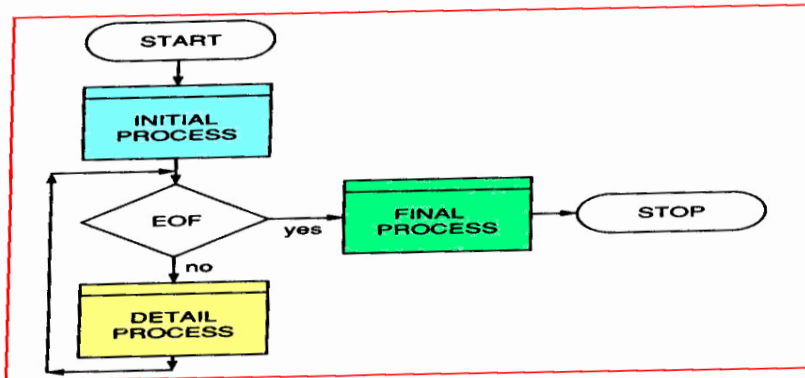 START
INITIAL
PROCESS
EOF
yes
FINAL
PROCESS
STOP
no
DETAIL
PROCESS